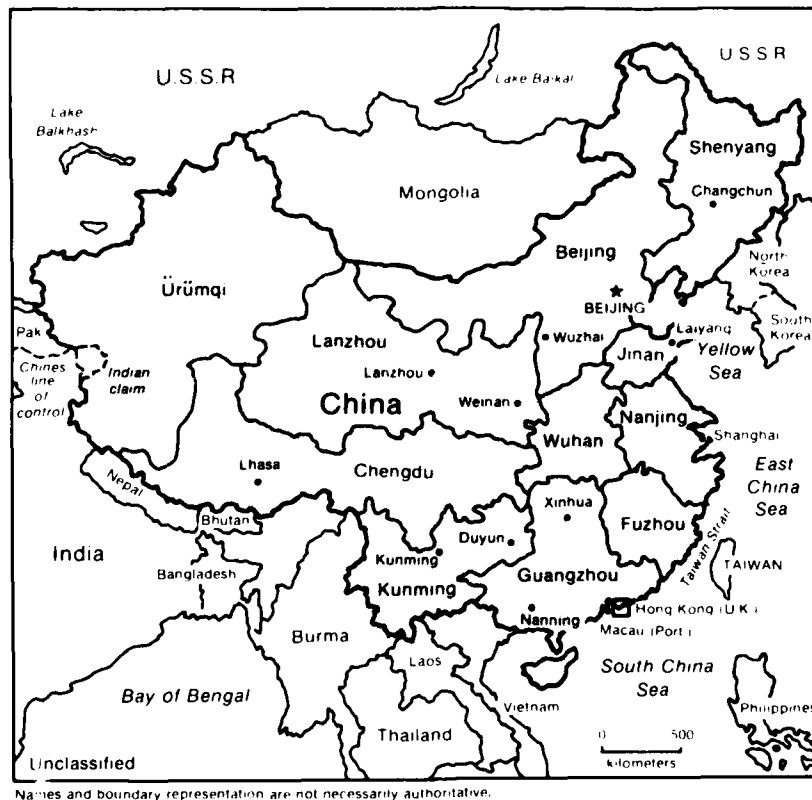 U.S.S.R
USSR
Lake Baikal
Lake
Balkhash
Shenyang
Changchun
Mongolia
Beijing
North
Korea
Ürümqi
BEIJING
South
Korea
Pak
Laiyang
Wuzhai
Lanzhou
Jinan
Yellow
Sea
Chines
line
of
control
Indian
claim
Lanzhou
China
Weinan
Nanjing
Wuhan
Shanghai
Lhasa
Chengdu
East
China
Sea
Nepal
Xinhua
Bhutan
Fuzhou
Taiwan Strait
India
Duyun
Kunming
Bangladesh
Guangzhou
TAIWAN
Kunming
Nanning
Hong Kong (U.K.)
Macau (Port.)
Burma
Laos
South China
Sea
Bay of Bengal
Vietnam
Philippines
Thailand
0 500
kilometers
Unclassified
Names and boundary representation are not necessarily authoritative.